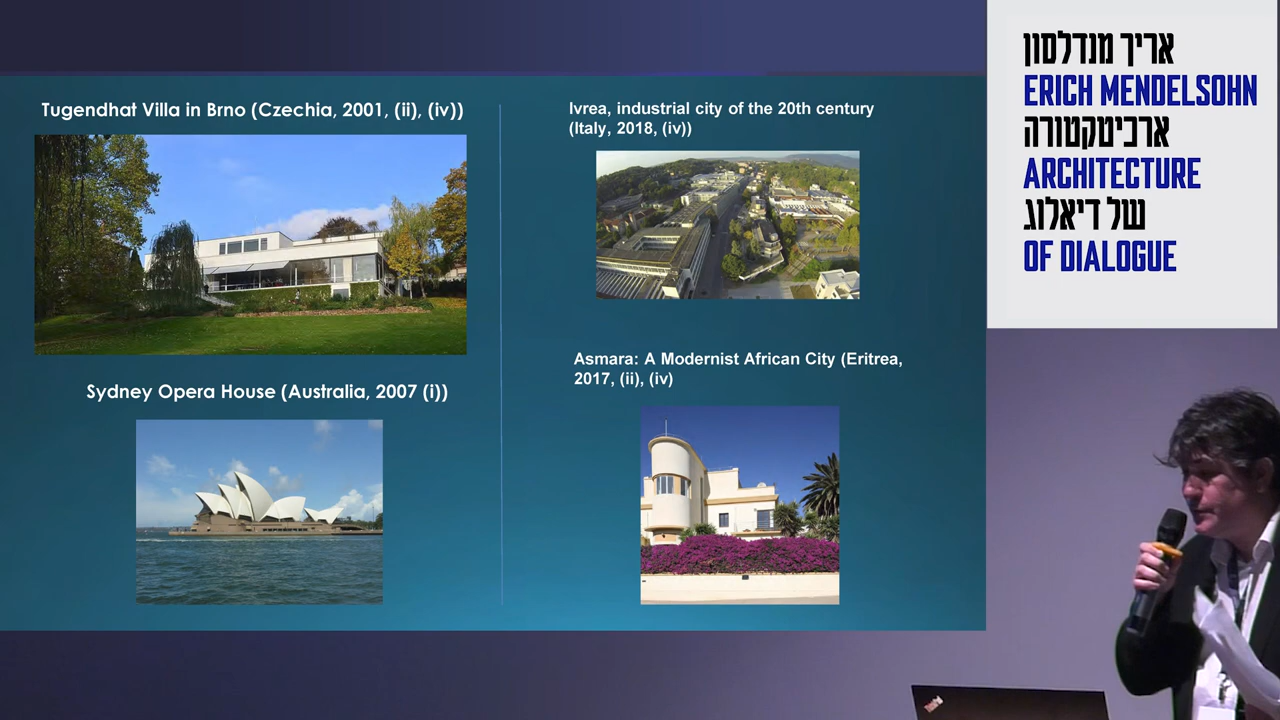 Tugendhat Villa in Brno (Czechia, 2001, (ii), (iv))
Sydney Opera House (Australia, 2007 (i))
Ivrea, industrial city of the 20th century
(Italy, 2018, (iv))
Asmara: A Modernist African City (Eritrea,
2017, (ii), (iv)
אריך מנדלסון
ERICH MENDELSOHN
ארכיטקטורה
ARCHITECTURE
של דיאלוג
OF DIALOGUE